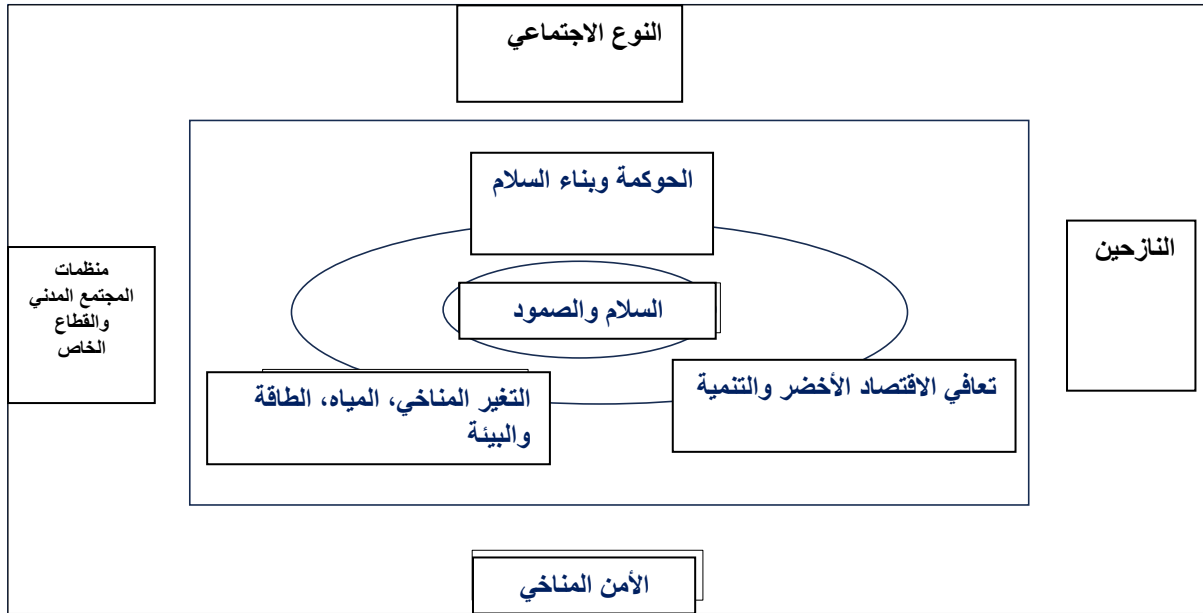 النوع الاجتماعي
الحوكمة وبناء السلام
النازحين
منظمات
المجتمع المدني
والقطاع
الخاص
السلام والصمود
تعافي الاقتصاد الأخضر والتنمية
التغير المناخي، المياه، الطاقة
والبيئة
الأمن المناخي